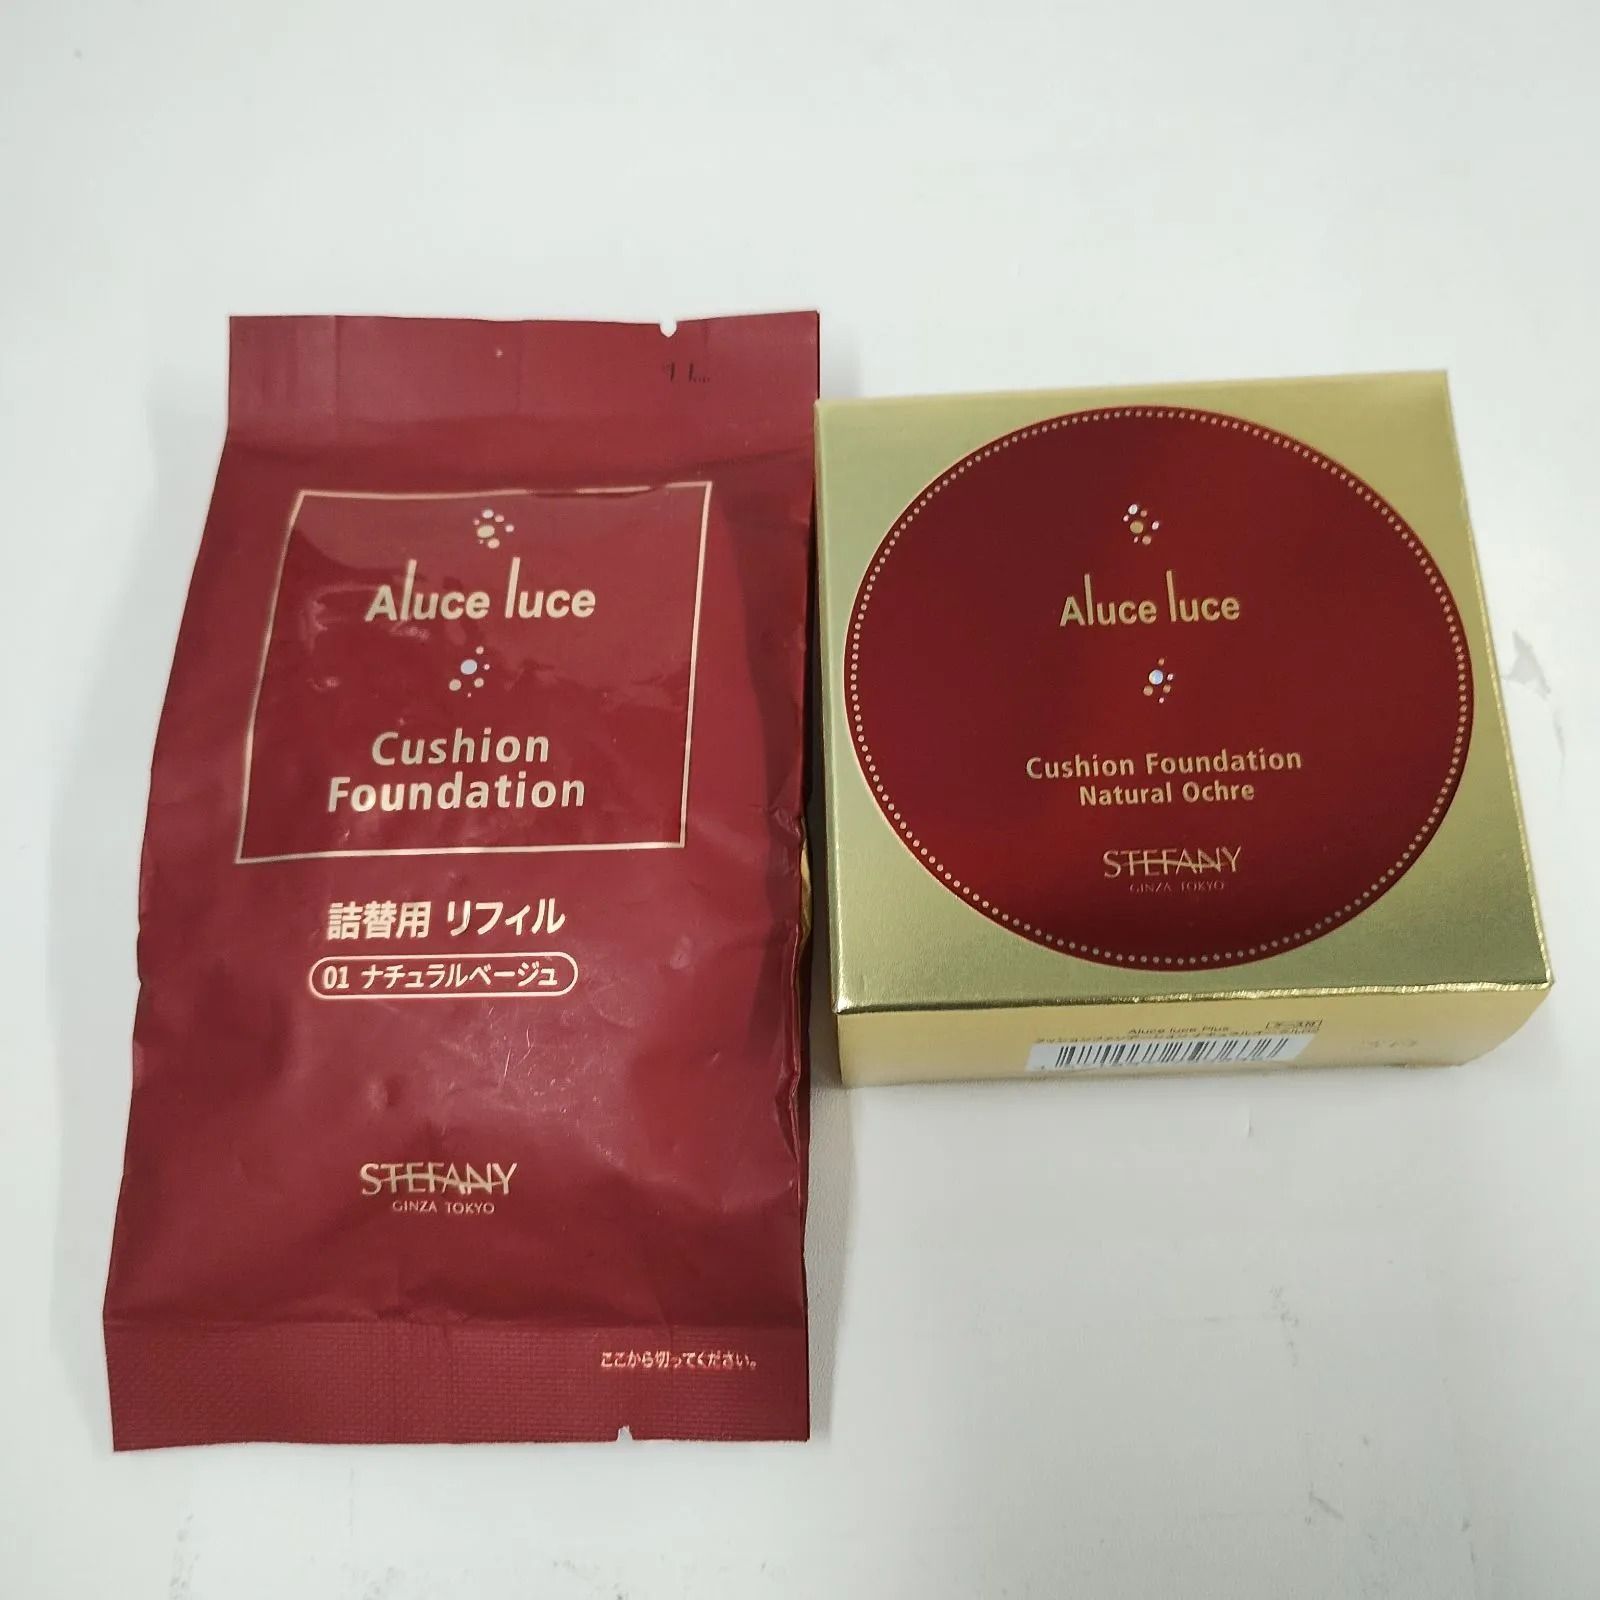 Aluce luce
Cushion
Foundation
詰替用 リフィル
01 ナチュラルベージュ
STEFANY
GINZA TOKYO
ここから切ってください。
Aluce luce
Cushion Foundation
Natural Ochre
STEFANY
GINZA TOKYO
Aluce luce Plus